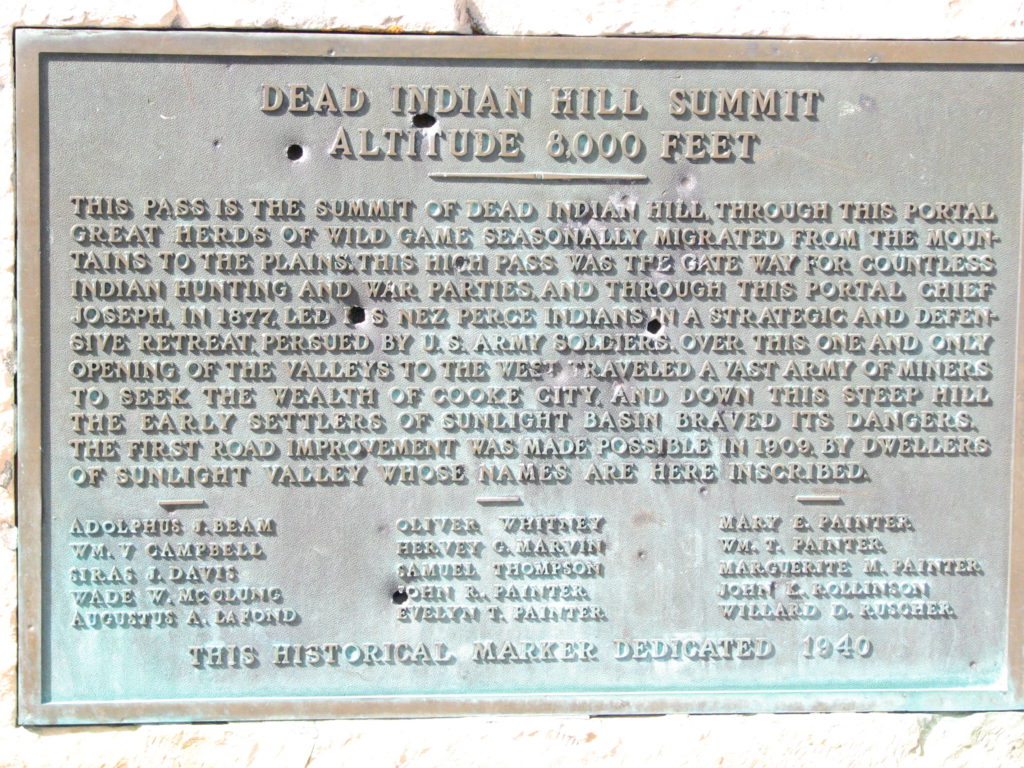 DEAD INDIAN HILL SUMMIT
ALTITUDE 8,000 FEET
THIS PASS IS THE SUMMIT OF DEAD INDIAN HILL, THROUGH THIS PORTAL
GREAT HERDS OF WILD GAME SEASONALLY MIGRATED FROM THE MOUN-
TAINS TO THE PLAINS. THIS HIGH PASS WAS THE GATE WAY FOR COUNTLESS
INDIAN HUNTING AND WAR PARTIES, AND THROUGH THIS PORTAL CHIEF
JOSEPH, IN 1877, LED S NEZ PERCE INDIANS IN A STRATEGIC AND DEFEN-
SIVE RETREAT, PERSUED BY U.S. ARMY SOLDIERS. OVER THIS ONE AND ONLY
OPENING OF THE VALLEYS TO THE WEST, TRAVELED A VAST ARMY OF MINERS
TO SEEK THE WEALTH OF COOKE CITY, AND DOWN THIS STEEP HILL
THE EARLY SETTLERS OF SUNLIGHT BASIN BRAVED ITS DANGERS.
THE FIRST ROAD IMPROVEMENT WAS MADE POSSIBLE IN 1909, BY DWELLERS
OF SUNLIGHT VALLEY WHOSE NAMES ARE HERE INSCRIBED.
ADOLPHUS J. BEAM
WM. V. CAMPBELL
SIRAS J. DAVIS
WADE W. MCCLUNG
AUGUSTUS A. LAFOND
OLIVER WHITNEY
HERVEY G. MARVIN
SAMUEL THOMPSON
JOHN R. PAINTER
EVELYN T. PAINTER
MARY E. PAINTER
WM. T. PAINTER
MARGUERITE M. PAINTER
JOHN K. ROLLINSON
WILLARD D. RUSCHER
THIS HISTORICAL MARKER DEDICATED 1940